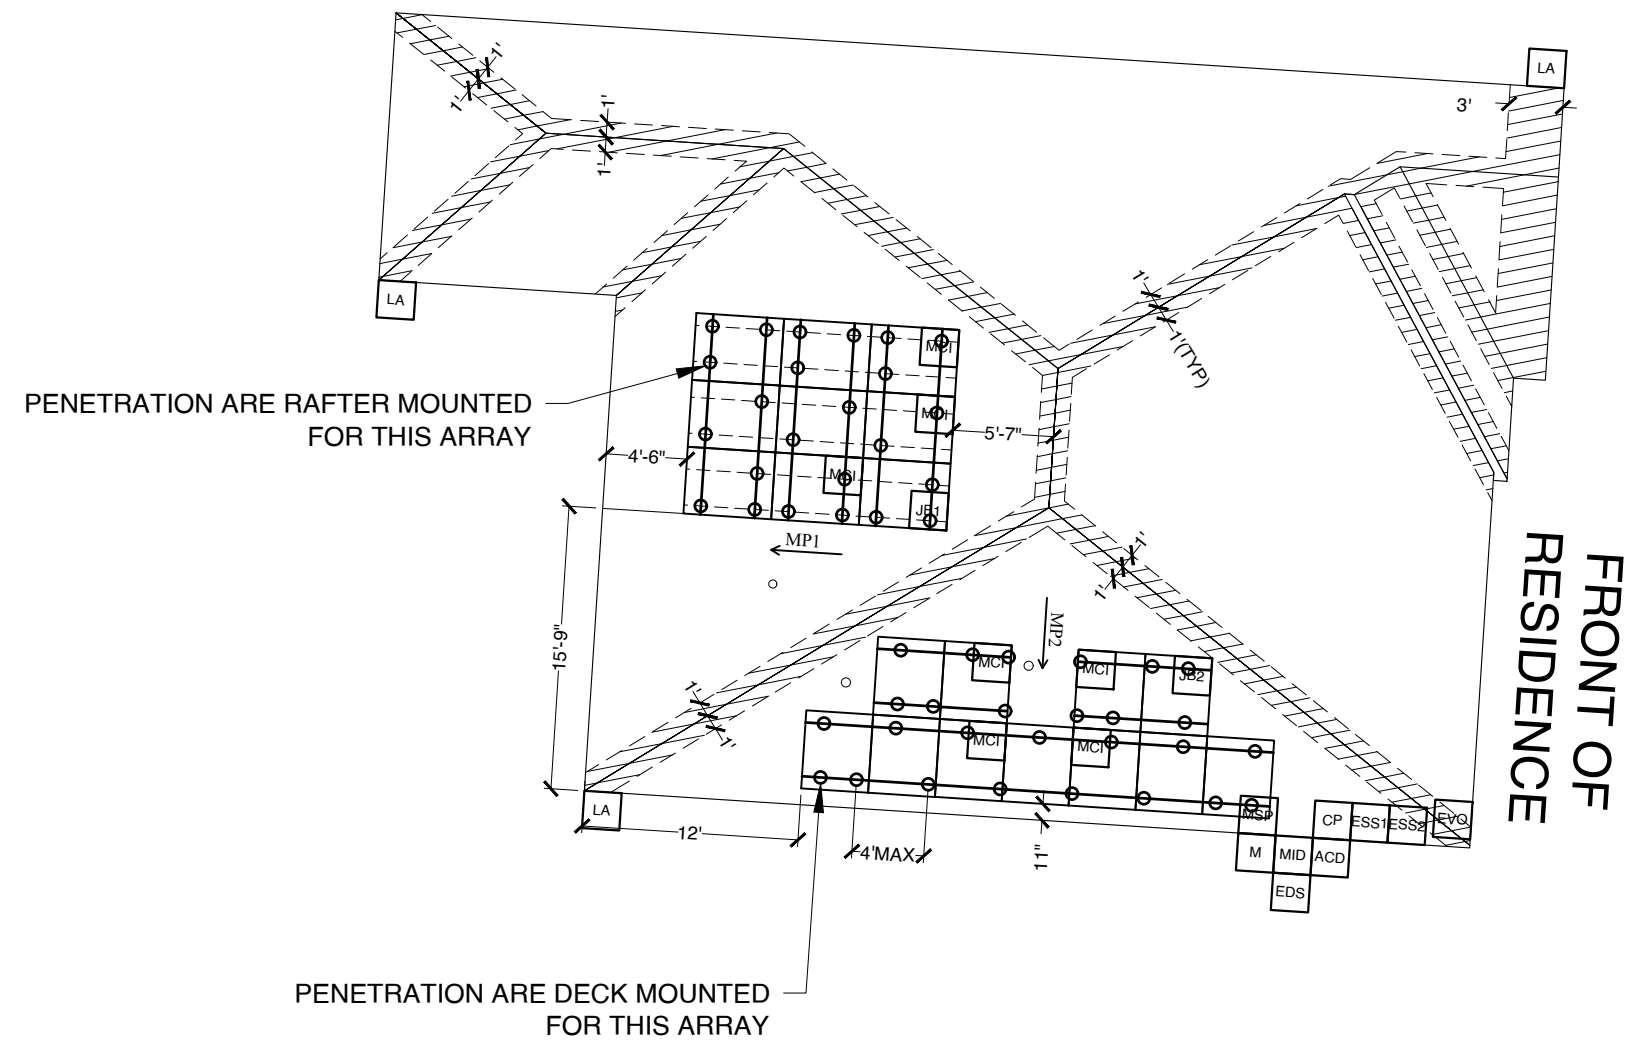 LA
3'
1'
1'
1'
1'
LA
1'
1'(TYP)
MCI
PENETRATION ARE RAFTER MOUNTED
FOR THIS ARRAY
MCI
5'-7"
4'-6"
MCI
JB1
MP1
FRONT OF
RESIDENCE
1'
1'
15'-9"
MP2
MCI
MCI
JB2
1'
1'
MCI
MCI
LA
12'
4'MAX
11"
MSP
CP
ESS1
ESS2
EVO
M
MID
ACD
EDS
PENETRATION ARE DECK MOUNTED
FOR THIS ARRAY